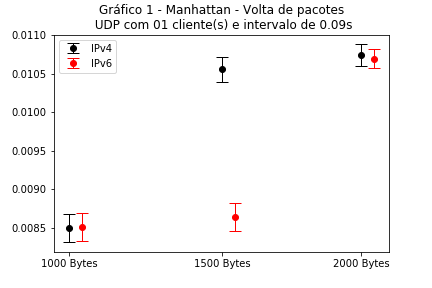 Gráfico 1 - Manhattan - Volta de pacotes
UDP com 01 cliente(s) e intervalo de 0.09s
0.0110
0.0105
0.0100
0.0095
0.0090
0.0085
IPv4
IPv6
1000 Bytes
1500 Bytes
2000 Bytes